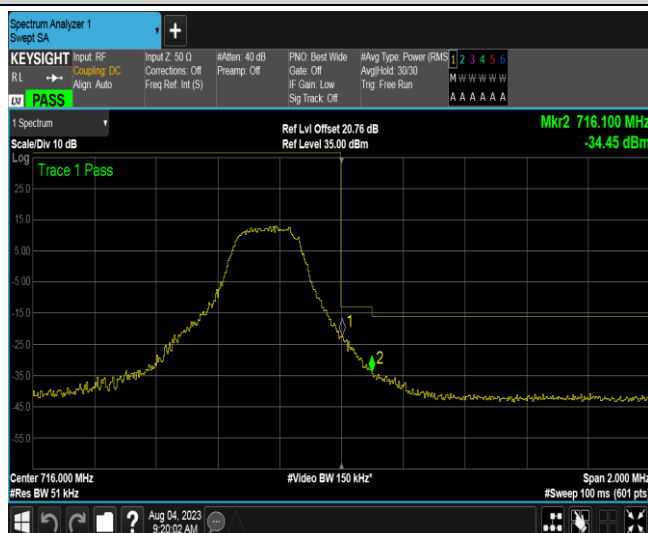 Spectrum Analyzer 1
Swept SA
+
KEYSIGHT
RL
LXI PASS
Input: RF
Coupling: DC
Align: Auto
Input Z: 50 Ω
Corrections: Off
Freq Ref: Int (S)
#Atten: 40 dB
Preamp: Off
PNO: Best Wide
Gate: Off
IF Gain: Low
Sig Track: Off
#Avg Type: Power (RMS
Avg|Hold: 30/30
Trig: Free Run
1 2 3 4 5 6
M W W W W W
A A A A A A
1 Spectrum
Scale/Div 10 dB
Ref Lvl Offset 20.76 dB
Ref Level 35.00 dBm
Mkr2 716.100 MHz
-34.45 dBm
Log
Trace 1 Pass
25.0
15.0
5.00
-5.00
-15.0
-25.0
-35.0
-45.0
-55.0
1
2
Center 716.000 MHz
#Res BW 51 kHz
#Video BW 150 kHz*
Span 2.000 MHz
#Sweep 100 ms (601 pts)
?
Aug 04, 2023
9:20:02 AM